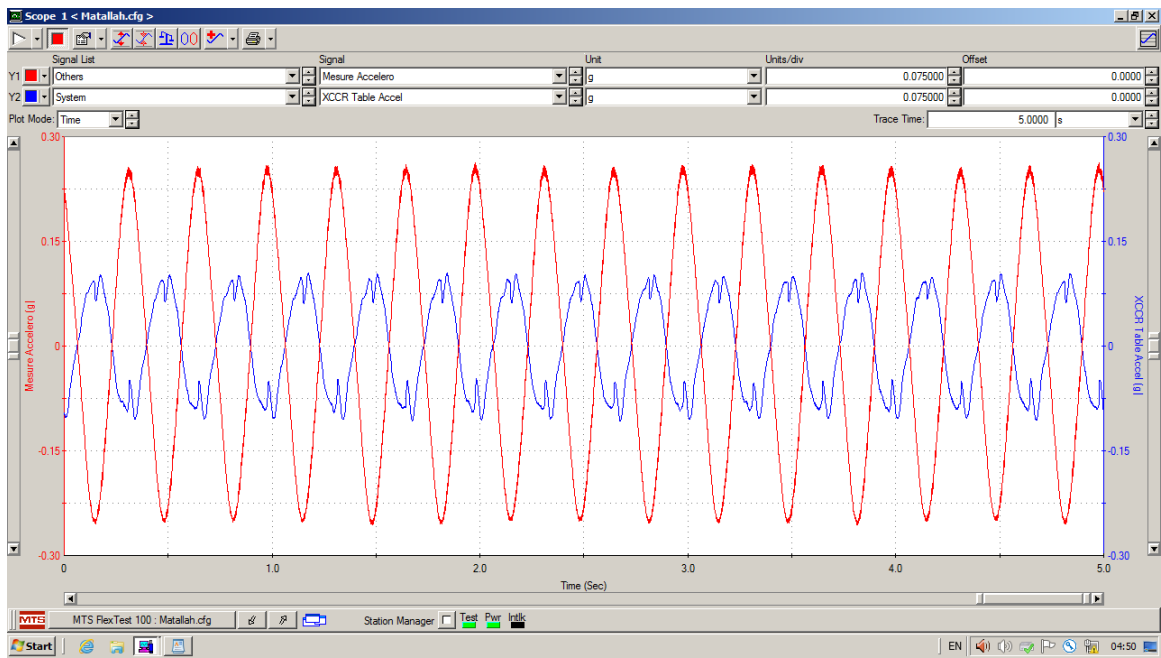 Scope 1 < Matallah.cfg >
Signal List Signal Unit Units/div Offset
Y1 Others Mesure Accelero g 0.075000 0.0000
Y2 System XCCR Table Accel g 0.075000 0.0000
Plot Mode: Time Trace Time: 5.0000 s
0.30 0.30
0.15 0.15
0 0
-0.15 -0.15
-0.30 -0.30
Mesure Accelero (g)
XCCR Table Accel (g)
0 1.0 2.0 3.0 4.0 5.0
Time (Sec)
MTS MTS FlexTest 100 : Matallah.cfg Station Manager Test Pwr Intlk
Start EN 04:50